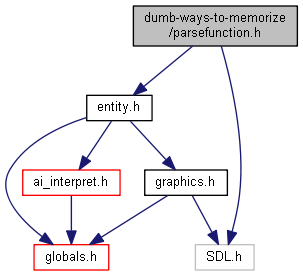 dumb-ways-to-memorize
/parsefunction.h
entity.h
ai_interpret.h
graphics.h
globals.h
SDL.h